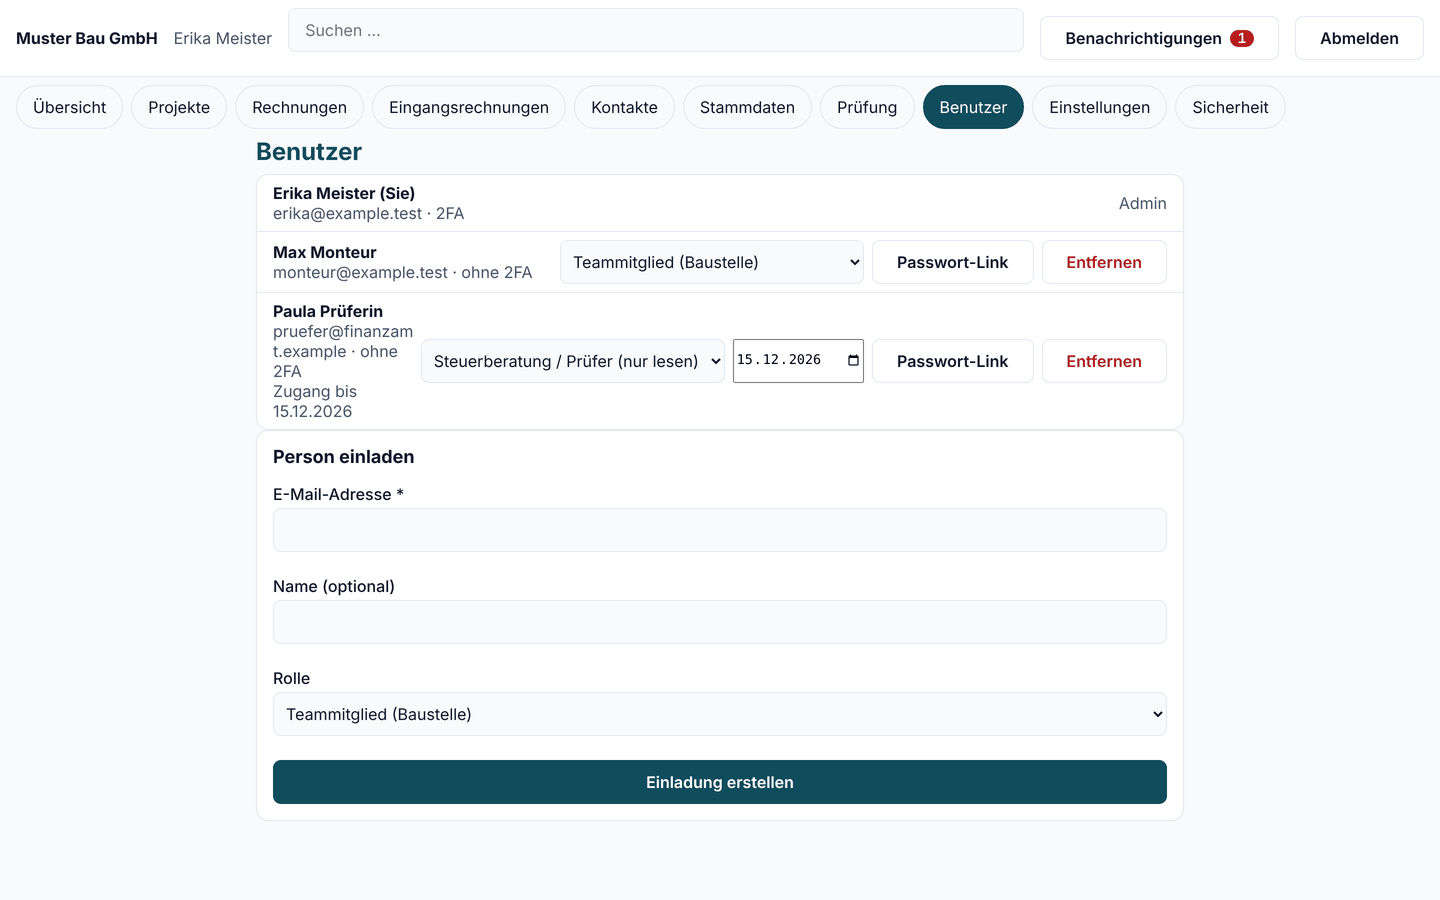 Muster Bau GmbH Erika Meister Suchen ... Benachrichtigungen 1 Abmelden
Übersicht Projekte Rechnungen Eingangsrechnungen Kontakte Stammdaten Prüfung Benutzer Einstellungen Sicherheit
Benutzer
Erika Meister (Sie)
erika@example.test · 2FA
Admin
Max Monteur
monteur@example.test · ohne 2FA
Teammitglied (Baustelle) Passwort-Link Entfernen
Paula Prüferin
pruefer@finanzam
t.example · ohne
2FA
Zugang bis
15.12.2026
Steuerberatung / Prüfer (nur lesen) 15.12.2026 Passwort-Link Entfernen
Person einladen
E-Mail-Adresse *
Name (optional)
Rolle
Teammitglied (Baustelle)
Einladung erstellen